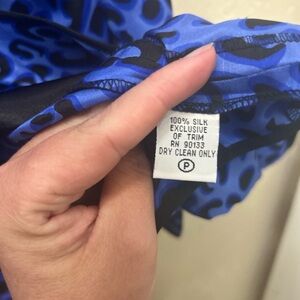 100% SILK
EXCLUSIVE
OF TRIM
RN 90133
DRY CLEAN ONLY
P